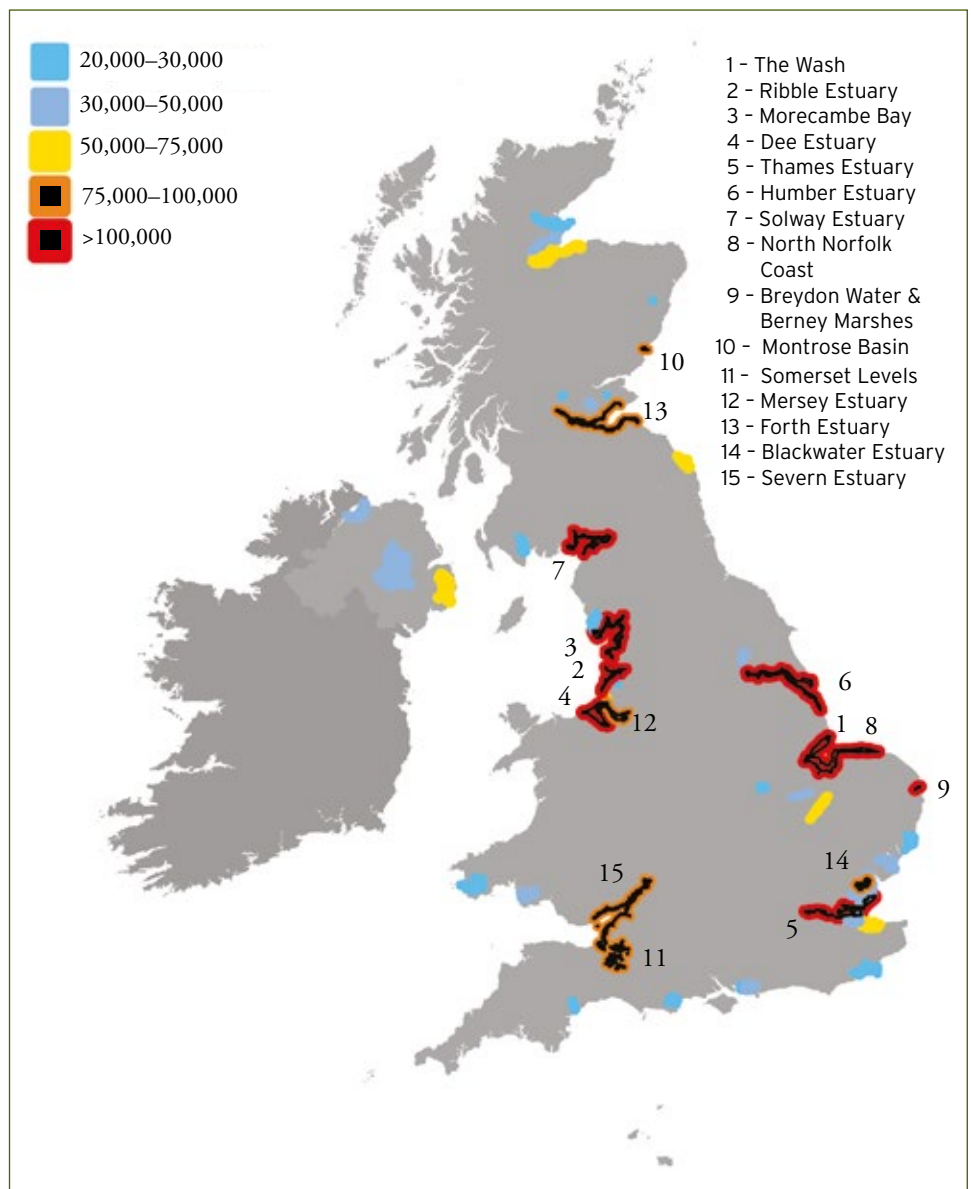 20,000–30,000
30,000–50,000
50,000–75,000
75,000–100,000
>100,000
1 – The Wash
2 – Ribble Estuary
3 – Morecambe Bay
4 – Dee Estuary
5 – Thames Estuary
6 – Humber Estuary
7 – Solway Estuary
8 – North Norfolk
Coast
9 – Breydon Water &
Berney Marshes
10 – Montrose Basin
11 – Somerset Levels
12 – Mersey Estuary
13 – Forth Estuary
14 – Blackwater Estuary
15 – Severn Estuary
10
13
7
3
2
4
12
6
1
8
9
14
15
5
11